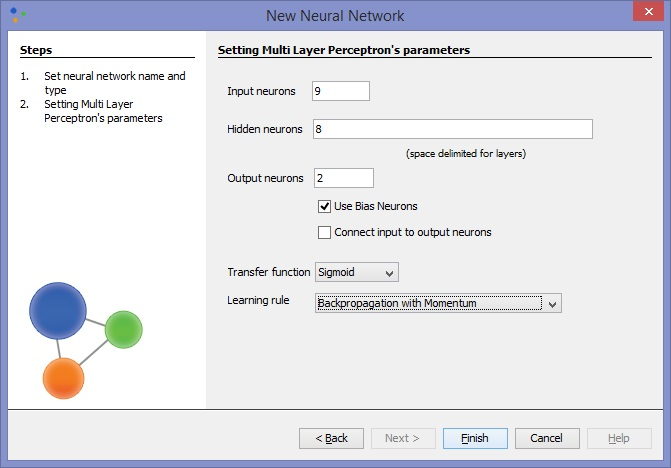 New Neural Network
Steps
1. Set neural network name and
type
2. Setting Multi Layer
Perceptron's parameters
Setting Multi Layer Perceptron's parameters
Input neurons 9
Hidden neurons 8
(space delimited for layers)
Output neurons 2
Use Bias Neurons
Connect input to output neurons
Transfer function Sigmoid
Learning rule Backpropagation with Momentum
< Back Next > Finish Cancel Help